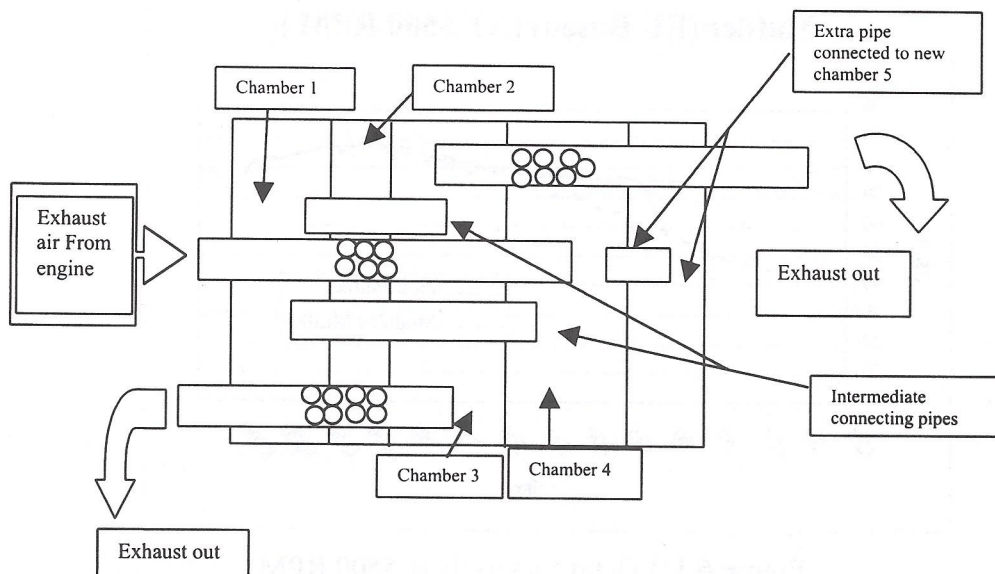 Extra pipe
connected to new
chamber 5
Chamber 1
Chamber 2
Exhaust
air From
engine
Exhaust out
Intermediate
connecting pipes
Chamber 3
Chamber 4
Exhaust out